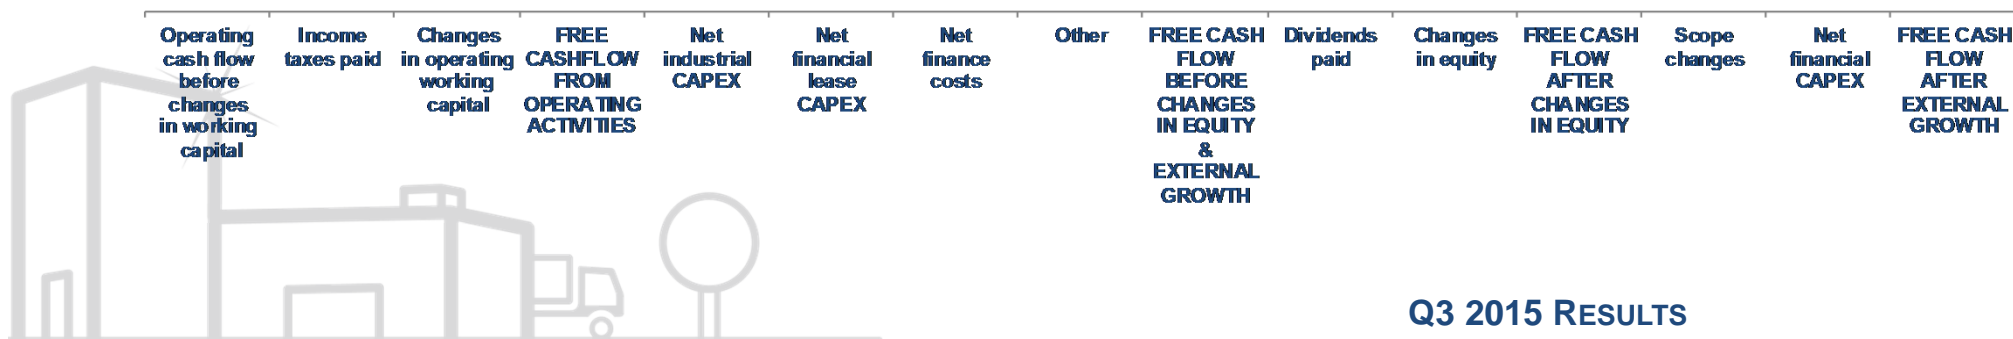 Operating
cash flow
before
changes
in working
capital
Income
taxes paid
Changes
in operating
working
capital
FREE
CASHFLOW
FROM
OPERATING
ACTIVITIES
Net
industrial
CAPEX
Net
financial
lease
CAPEX
Net
finance
costs
Other
FREE CASH
FLOW
BEFORE
CHANGES
IN EQUITY
&
EXTERNAL
GROWTH
Dividends
paid
Changes
in equity
FREE CASH
FLOW
AFTER
CHANGES
IN EQUITY
Scope
changes
Net
financial
CAPEX
FREE CASH
FLOW
AFTER
EXTERNAL
GROWTH
Q3 2015 RESULTS